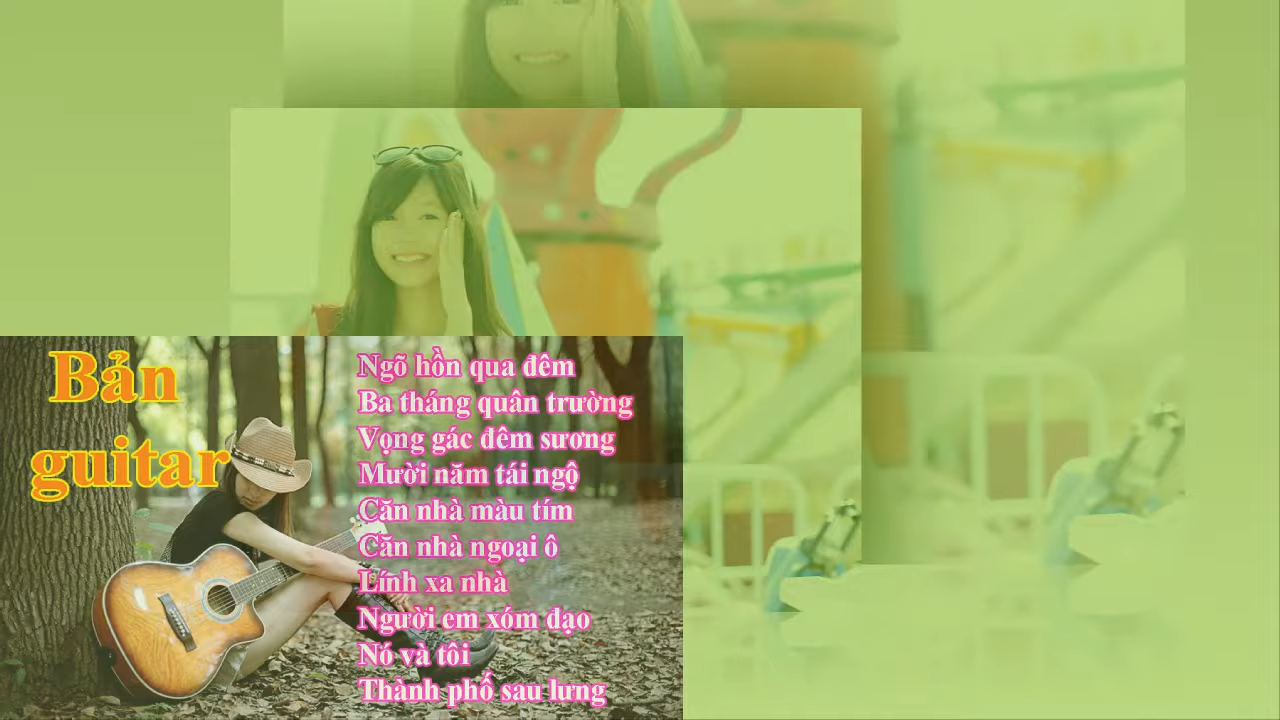 Bản
guitar
Ngõ hồn qua đêm
Ba tháng quân trường
Vọng gác đêm sương
Mười năm tái ngộ
Căn nhà màu tím
Căn nhà ngoại ô
Lính xa nhà
Người em xóm đạo
Nó và tôi
Thành phố sau lưng